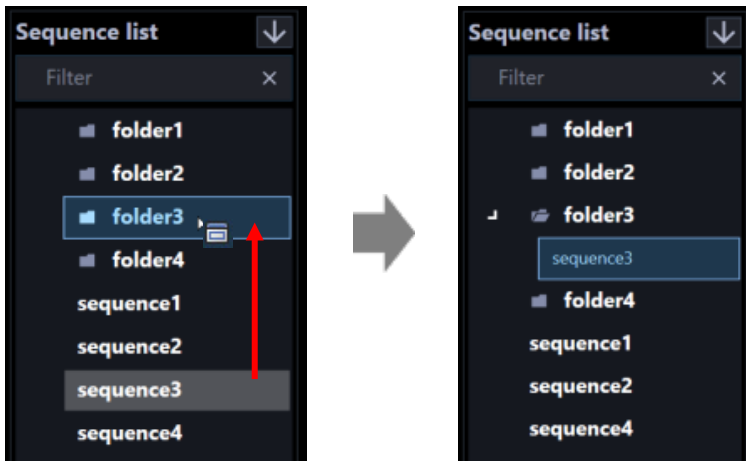 Sequence list
Filter
folder1
folder2
folder3
folder4
sequence1
sequence2
sequence3
sequence4
Sequence list
Filter
folder1
folder2
folder3
sequence3
folder4
sequence1
sequence2
sequence4